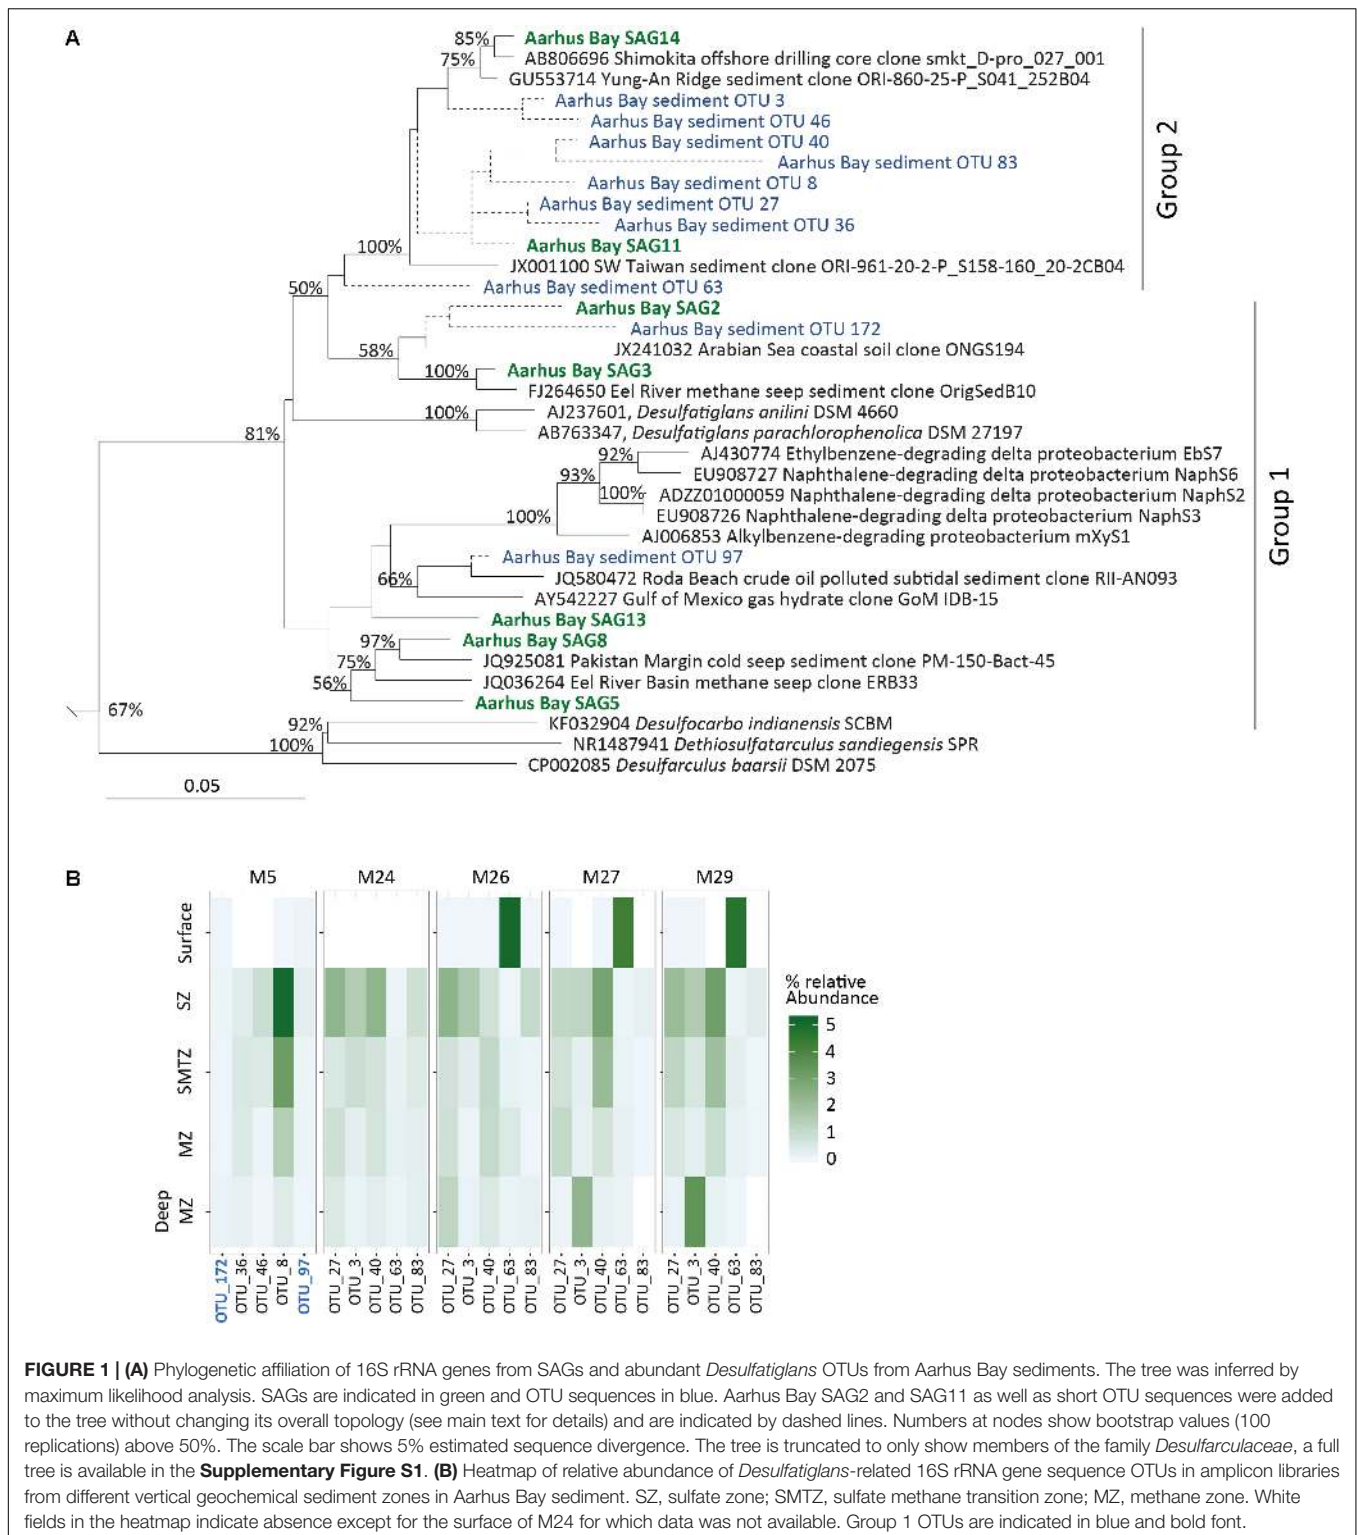 A
85%
Aarhus Bay SAG14
75%
AB806696 Shimokita offshore drilling core clone smkt_D-pro_027_001
GU553714 Yung-An Ridge sediment clone ORI-860-25-P_S041_252B04
Aarhus Bay sediment OTU 3
Aarhus Bay sediment OTU 46
Aarhus Bay sediment OTU 40
Aarhus Bay sediment OTU 83
Aarhus Bay sediment OTU 8
Aarhus Bay sediment OTU 27
Aarhus Bay sediment OTU 36
100%
Aarhus Bay SAG11
JX001100 SW Taiwan sediment clone ORI-961-20-2-P_S158-160_20-2CB04
Group 2
50%
Aarhus Bay sediment OTU 63
Aarhus Bay SAG2
Aarhus Bay sediment OTU 172
58%
JX241032 Arabian Sea coastal soil clone ONGS194
100%
Aarhus Bay SAG3
FJ264650 Eel River methane seep sediment clone OrigSedB10
100%
AJ237601, Desulfatiglans anilini DSM 4660
81%
AB763347, Desulfatiglans parachlorophenolica DSM 27197
92%
AJ430774 Ethylbenzene-degrading delta proteobacterium EbS7
93%
EU908727 Naphthalene-degrading delta proteobacterium NaphS6
100%
ADZZ01000059 Naphthalene-degrading delta proteobacterium NaphS2
100%
EU908726 Naphthalene-degrading delta proteobacterium NaphS3
AJ006853 Alkylbenzene-degrading proteobacterium mXyS1
Group 1
Aarhus Bay sediment OTU 97
66%
JQ580472 Roda Beach crude oil polluted subtidal sediment clone RII-AN093
AY542227 Gulf of Mexico gas hydrate clone GoM IDB-15
Aarhus Bay SAG13
97%
Aarhus Bay SAG8
75%
JQ925081 Pakistan Margin cold seep sediment clone PM-150-Bact-45
56%
JQ036264 Eel River Basin methane seep clone ERB33
Aarhus Bay SAG5
67%
92%
KF032904 Desulfocarbo indianensis SCBM
100%
NR1487941 Dethiosulfatarculus sandiegensis SPR
CP002085 Desulfarculus baarsii DSM 2075
0.05
B
M5 M24 M26 M27 M29
Surface
SZ
SMTZ
MZ
Deep
MZ
% relative
Abundance
5
4
3
2
1
0
OTU_172 OTU_36 OTU_46 OTU_8 OTU_97 OTU_27 OTU_3 OTU_40 OTU_63 OTU_83 OTU_27 OTU_3 OTU_40 OTU_63 OTU_83 OTU_27 OTU_3 OTU_40 OTU_63 OTU_83 OTU_27 OTU_3 OTU_40 OTU_63 OTU_83
FIGURE 1 | (A) Phylogenetic affiliation of 16S rRNA genes from SAGs and abundant Desulfatiglans OTUs from Aarhus Bay sediments. The tree was inferred by
maximum likelihood analysis. SAGs are indicated in green and OTU sequences in blue. Aarhus Bay SAG2 and SAG11 as well as short OTU sequences were added
to the tree without changing its overall topology (see main text for details) and are indicated by dashed lines. Numbers at nodes show bootstrap values (100
replications) above 50%. The scale bar shows 5% estimated sequence divergence. The tree is truncated to only show members of the family Desulfarculaceae, a full
tree is available in the Supplementary Figure S1. (B) Heatmap of relative abundance of Desulfatiglans-related 16S rRNA gene sequence OTUs in amplicon libraries
from different vertical geochemical sediment zones in Aarhus Bay sediment. SZ, sulfate zone; SMTZ, sulfate methane transition zone; MZ, methane zone. White
fields in the heatmap indicate absence except for the surface of M24 for which data was not available. Group 1 OTUs are indicated in blue and bold font.